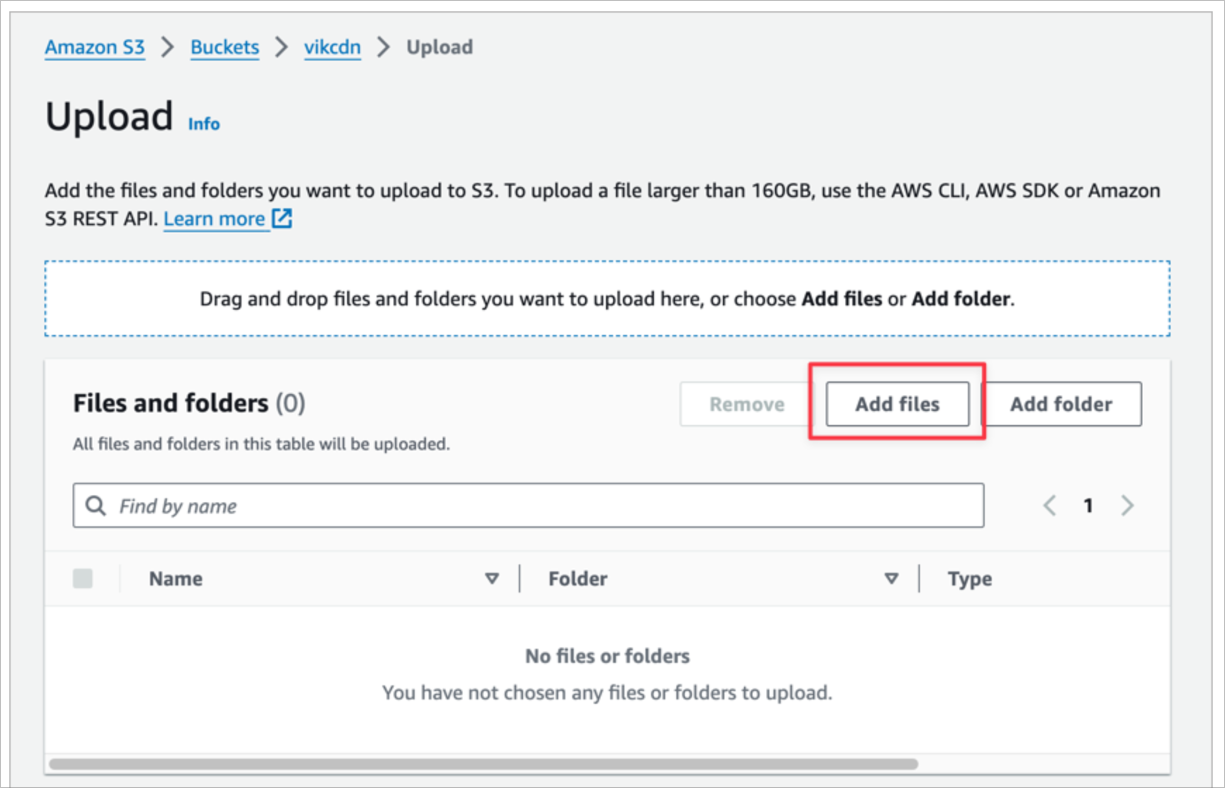 Amazon S3 > Buckets > vikcdn > Upload
Upload Info
Add the files and folders you want to upload to S3. To upload a file larger than 160GB, use the AWS CLI, AWS SDK or Amazon
S3 REST API. Learn more
Drag and drop files and folders you want to upload here, or choose Add files or Add folder.
Files and folders (0) Remove Add files Add folder
All files and folders in this table will be uploaded.
Find by name < 1 >
Name Folder Type
No files or folders
You have not chosen any files or folders to upload.